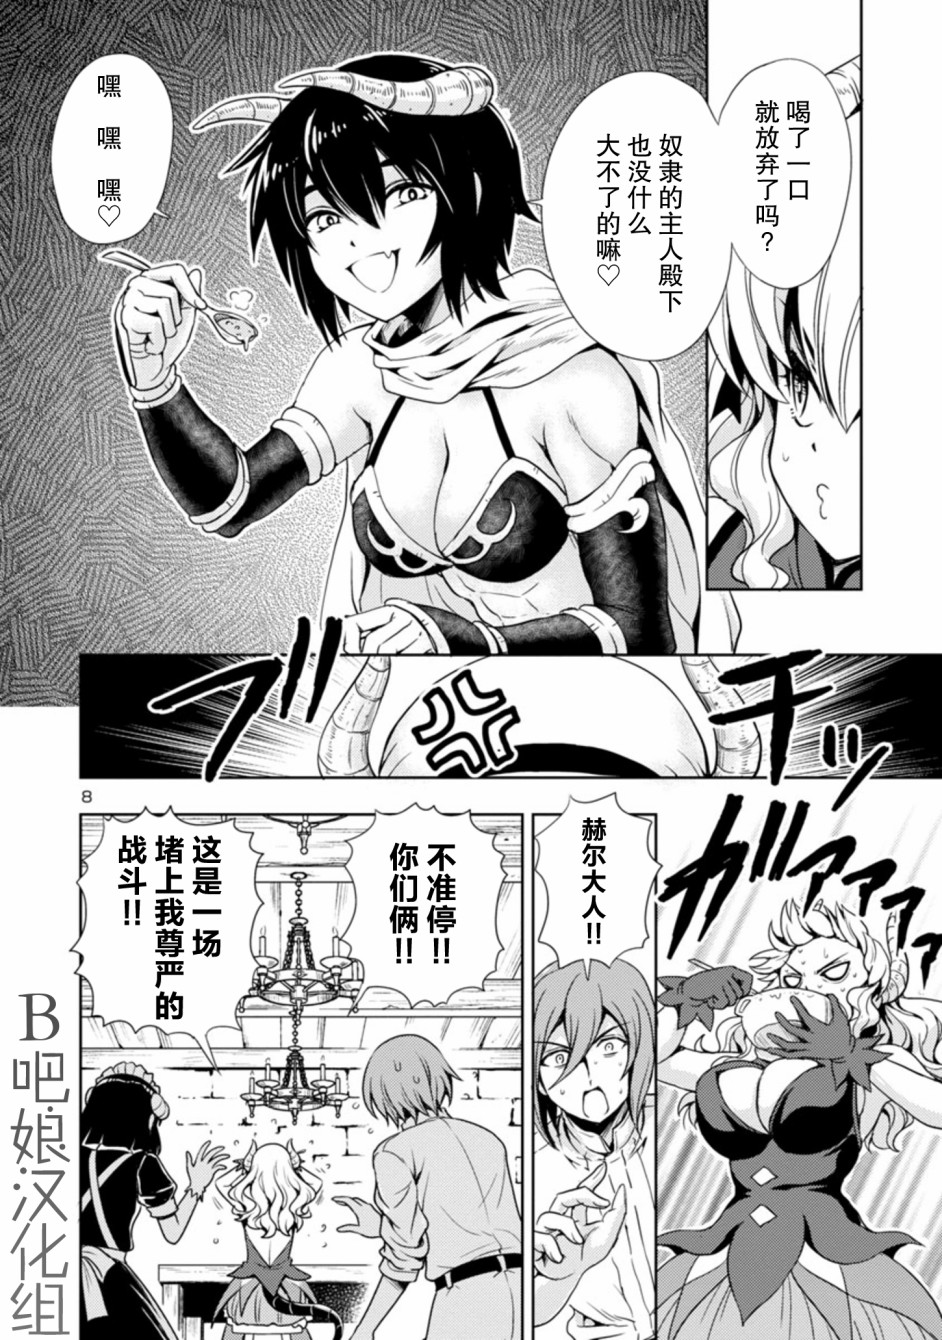 喝了一口
就放弃了吗？
奴隶的主人殿下
也没什么
大不了的嘛♡
嘿
嘿
嘿♡
ブチッ
ガアァァァ
赫尔大人!!
不准停!!
你们俩!!
这是一场
堵上我尊严的
战斗!!
8
B吧娘汉化组